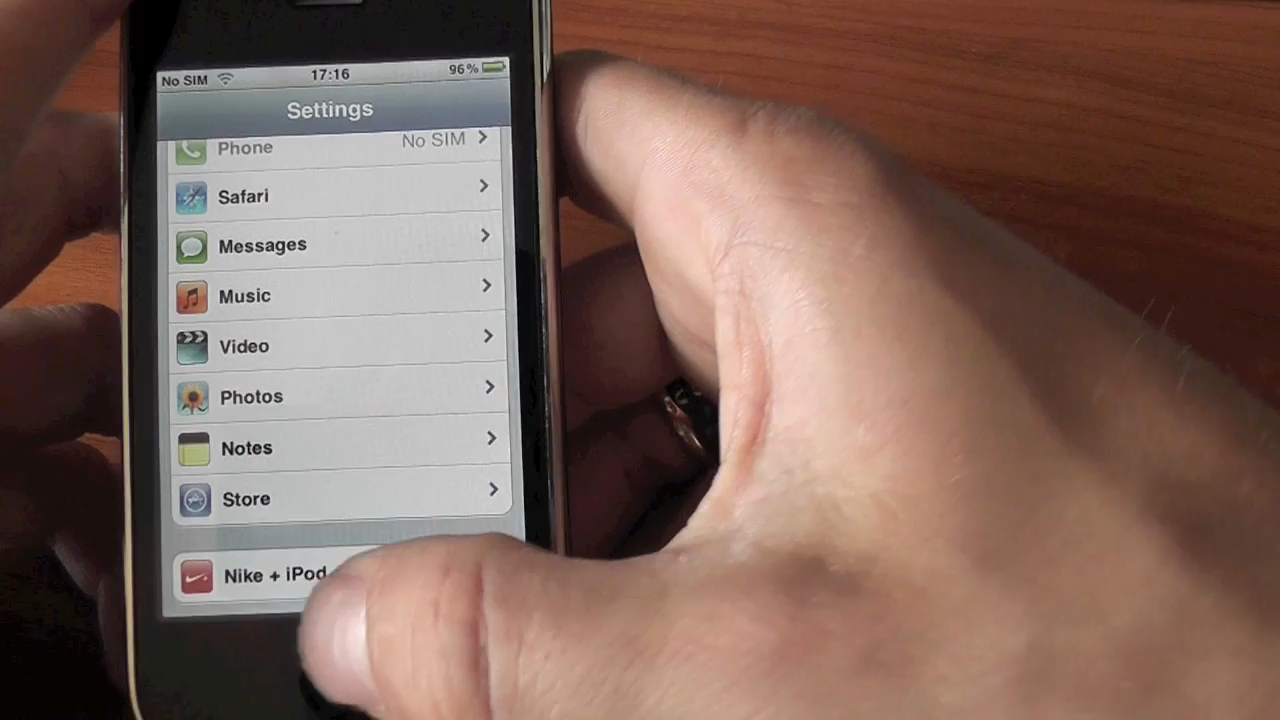 No SIM 17:16 96%
Settings
Phone No SIM
Safari
Messages
Music
Video
Photos
Notes
Store
Nike + iPod